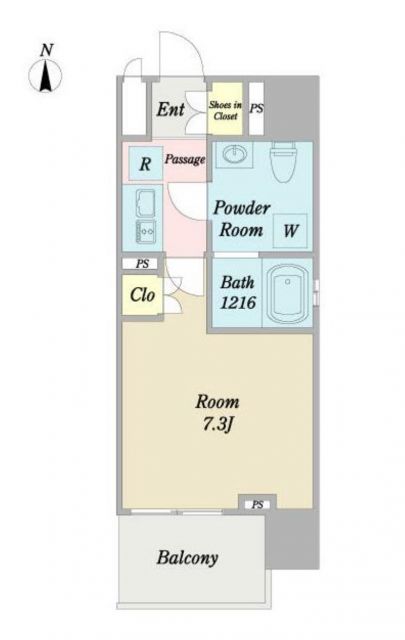 N
Ent
Shoes in
Closet
PS
R
Passage
Powder
Room
W
PS
Clo
Bath
1216
Room
7.3J
PS
Balcony